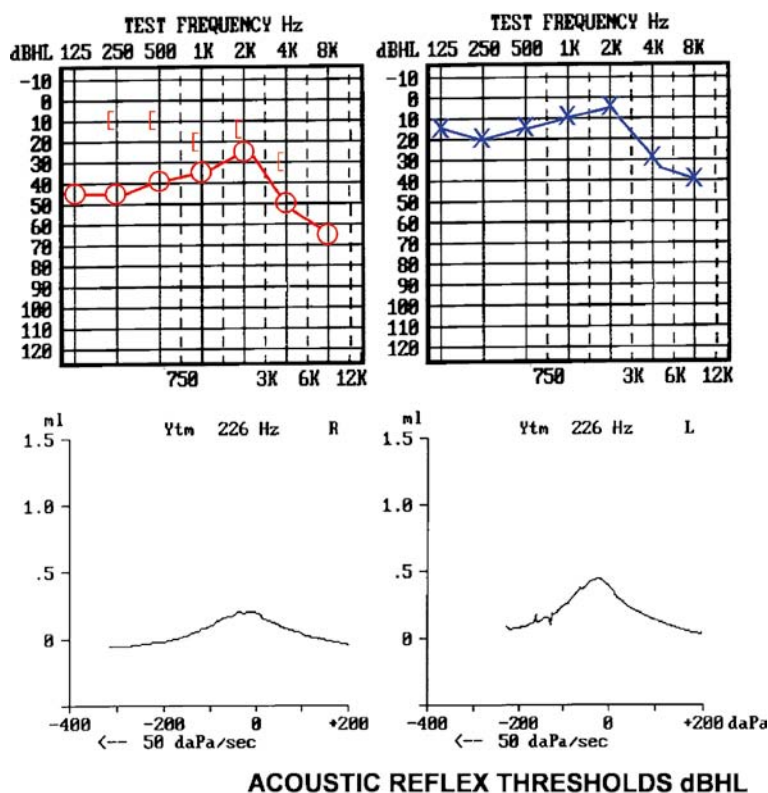 TEST FREQUENCY Hz
dBHL 125 250 500 1K 2K 4K 8K
-10
0
10
20
30
40
50
60
70
80
90
100
110
120
750 3K 6K 12K
TEST FREQUENCY Hz
dBHL 125 250 500 1K 2K 4K 8K
-10
0
10
20
30
40
50
60
70
80
90
100
110
120
750 3K 6K 12K
ml Ytm 226 Hz R
1.5
1.0
.5
0
-400 -200 0 +200
<-- 50 daPa/sec
ml Ytm 226 Hz L
1.5
1.0
.5
0
-400 -200 0 +200 daPa
<-- 50 daPa/sec
ACOUSTIC REFLEX THRESHOLDS dBHL